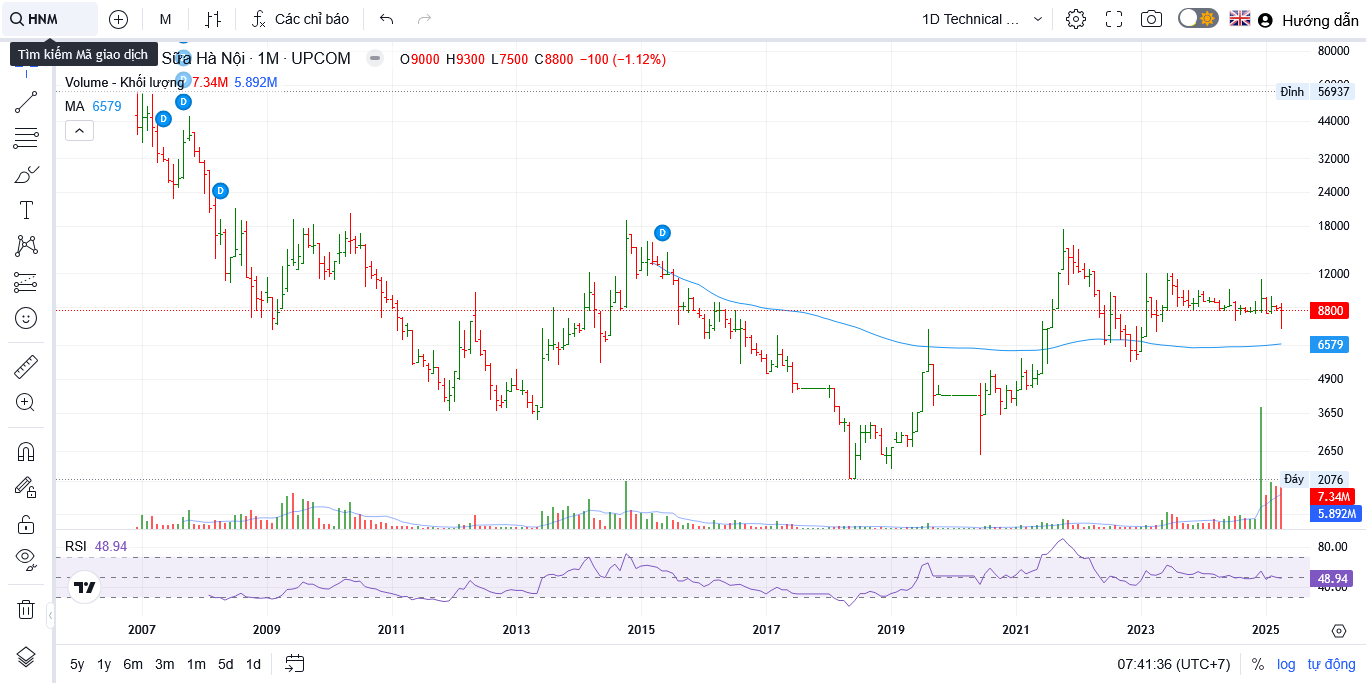 HNM M Các chỉ báo 1D Technical ... Hướng dẫn
Tìm kiếm Mã giao dịch
Sữa Hà Nội · 1M · UPCOM O9000 H9300 L7500 C8800 −100 (−1.12%)
Volume - Khối lượng 7.34M 5.892M
MA 6579
D
D
D
D
80000
Đỉnh 56937
44000
32000
24000
18000
12000
8800
6579
4900
3650
2650
Đáy 2076
7.34M
5.892M
RSI 48.94
80.00
48.94
40.00
2007 2009 2011 2013 2015 2017 2019 2021 2023 2025
5y 1y 6m 3m 1m 5d 1d 07:41:36 (UTC+7) % log tự động